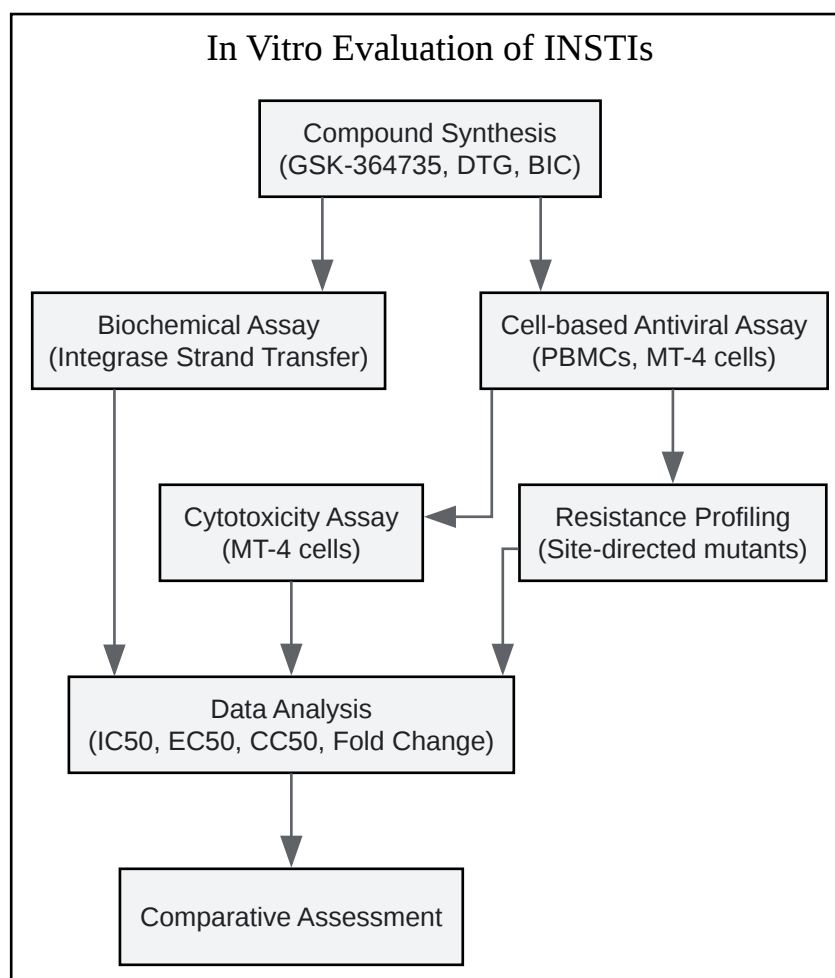 In Vitro Evaluation of INSTIs
Compound Synthesis
(GSK-364735, DTG, BIC)
Biochemical Assay
(Integrase Strand Transfer)
Cell-based Antiviral Assay
(PBMCs, MT-4 cells)
Cytotoxicity Assay
(MT-4 cells)
Resistance Profiling
(Site-directed mutants)
Data Analysis
(IC50, EC50, CC50, Fold Change)
Comparative Assessment